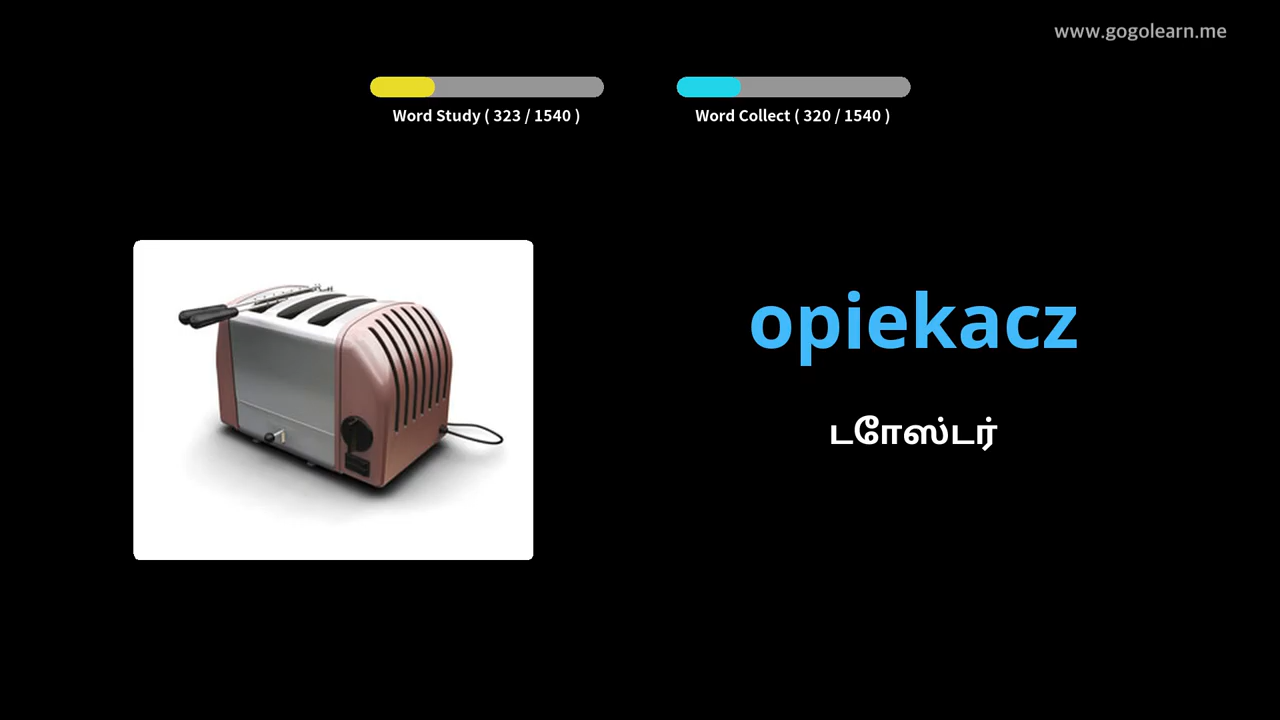 www.gogolearn.me
Word Study ( 323 / 1540 )
Word Collect ( 320 / 1540 )
opiekacz
டோஸ்டர்